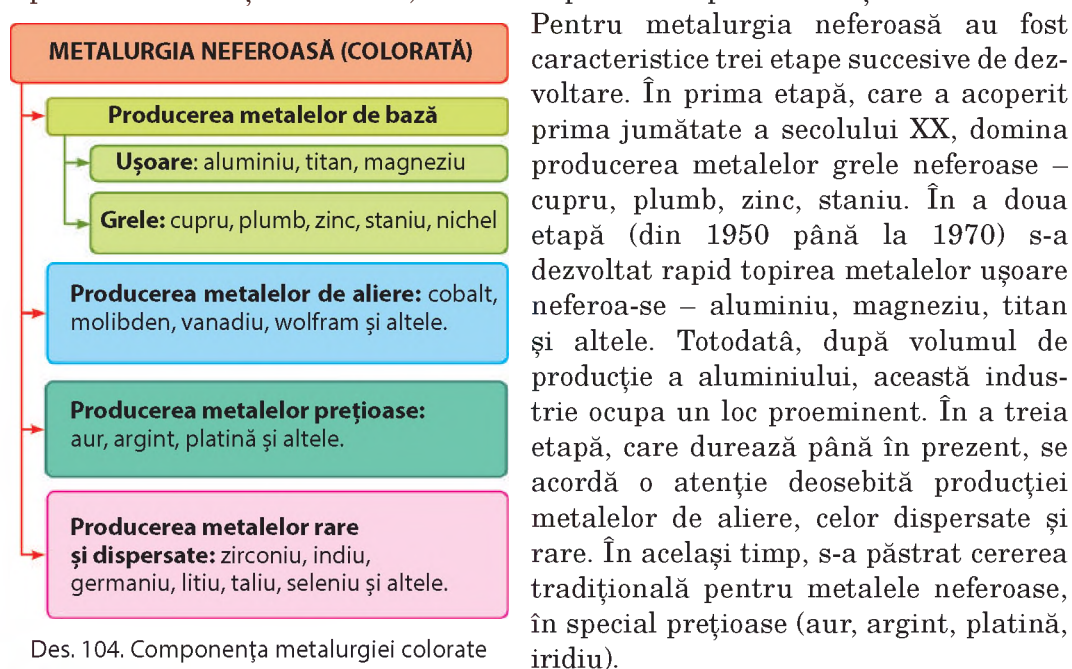 METALURGIA NEFEROASĂ (COLORATĂ)
Producerea metalelor de bază
Ușoare: aluminiu, titan, magneziu
Grele: cupru, plumb, zinc, staniu, nichel
Producerea metalelor de aliere: cobalt,
molibden, vanadiu, wolfram și altele.
Producerea metalelor prețioase:
aur, argint, platină și altele.
Producerea metalelor rare
și dispersate: zirconiu, indiu,
germaniu, litiu, taliu, seleniu și altele.
Des. 104. Componența metalurgiei colorate
Pentru metalurgia neferoasă au fost
caracteristice trei etape succesive de dez-
voltare. În prima etapă, care a acoperit
prima jumătate a secolului XX, domina
producerea metalelor grele neferoase –
cupru, plumb, zinc, staniu. În a doua
etapă (din 1950 până la 1970) s-a
dezvoltat rapid topirea metalelor ușoare
neferoa-se – aluminiu, magneziu, titan
și altele. Totodatâ, după volumul de
producție a aluminiului, această indus-
trie ocupa un loc proeminent. În a treia
etapă, care durează până în prezent, se
acordă o atenție deosebită producției
metalelor de aliere, celor dispersate și
rare. În același timp, s-a păstrat cererea
tradițională pentru metalele neferoase,
în special prețioase (aur, argint, platină,
iridiu).